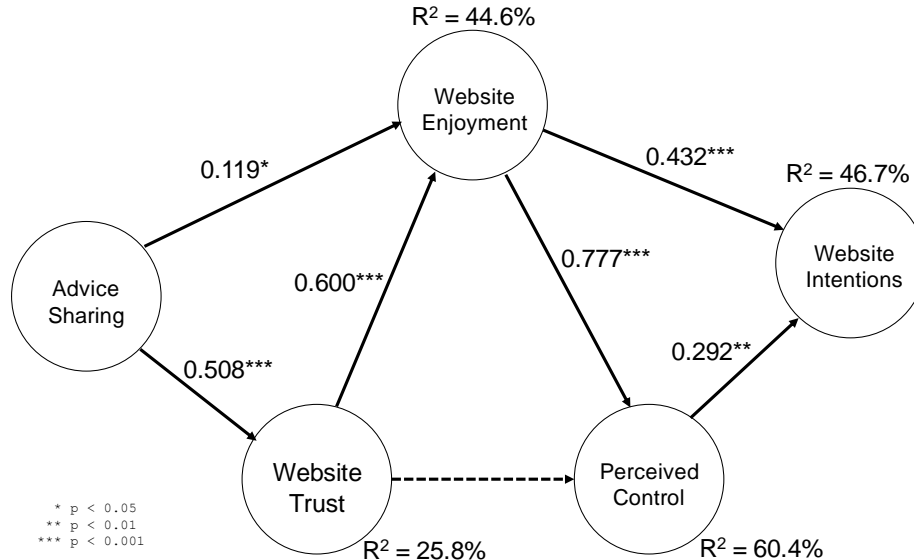 R² = 44.6%
Website
Enjoyment
0.119*
0.432***
R² = 46.7%
Website
Intentions
0.600***
0.777***
Advice
Sharing
0.508***
0.292**
Website
Trust
Perceived
Control
* p < 0.05
** p < 0.01
*** p < 0.001
R² = 25.8%
R² = 60.4%